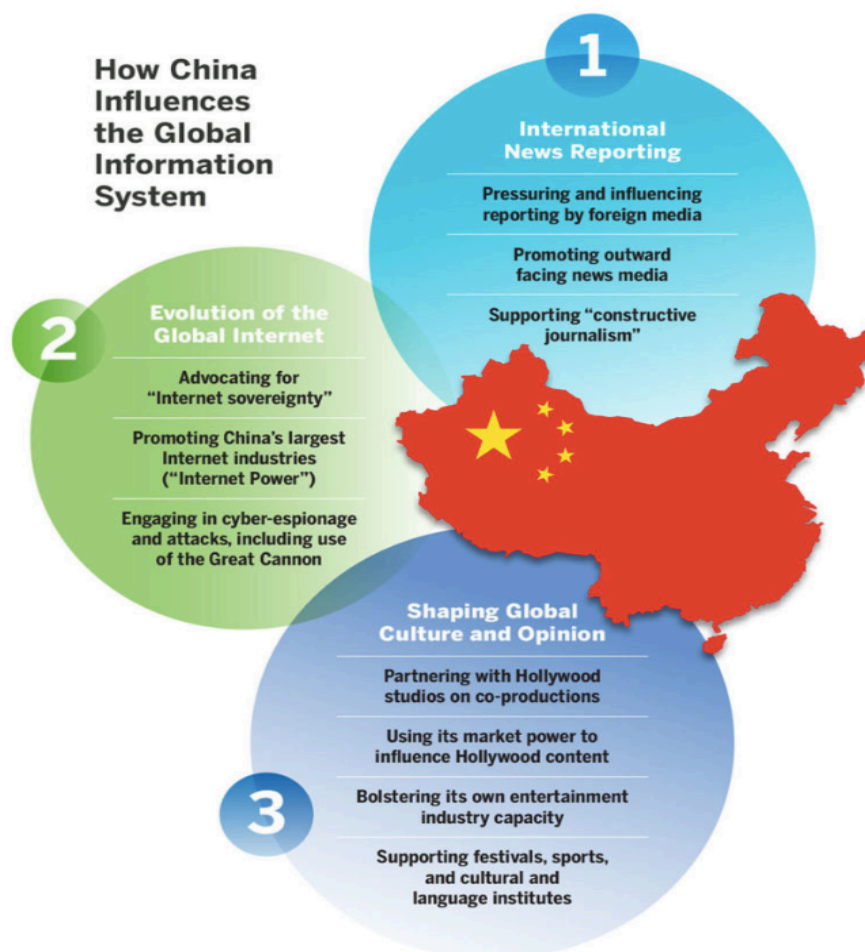 How China
Influences
the Global
Information
System
1
International
News Reporting
Pressuring and influencing
reporting by foreign media
Promoting outward
facing news media
Supporting “constructive
journalism”
2
Evolution of the
Global Internet
Advocating for
“Internet sovereignty”
Promoting China’s largest
Internet industries
(“Internet Power”)
Engaging in cyber-espionage
and attacks, including use
of the Great Cannon
3
Shaping Global
Culture and Opinion
Partnering with Hollywood
studios on co-productions
Using its market power to
influence Hollywood content
Bolstering its own entertainment
industry capacity
Supporting festivals, sports,
and cultural and
language institutes